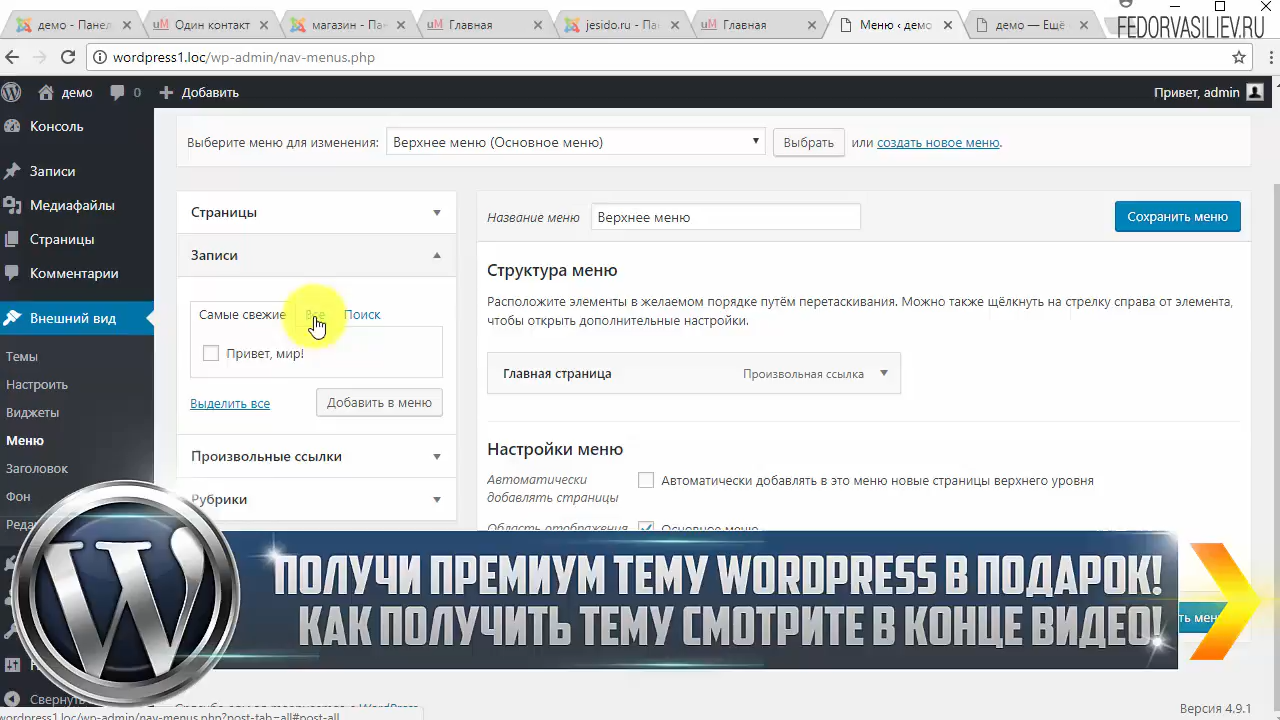 демо - Панел
Один контакт
магазин - Па
Главная
jesido.ru - Па
Главная
Меню ‹ демо
демо — Ещё
FEDORVASILIEV.RU
wordpress1.loc/wp-admin/nav-menus.php
демо 0 Добавить
Привет, admin
Консоль
Записи
Медиафайлы
Страницы
Комментарии
Внешний вид
Темы
Настроить
Виджеты
Меню
Заголовок
Фон
Редак
Свернуть
Выберите меню для изменения: Верхнее меню (Основное меню) Выбрать или создать новое меню.
Страницы
Записи
Самые свежие Все Поиск
Привет, мир!
Выделить все Добавить в меню
Произвольные ссылки
Рубрики
Название меню Верхнее меню Сохранить меню
Структура меню
Расположите элементы в желаемом порядке путём перетаскивания. Можно также щёлкнуть на стрелку справа от элемента,
чтобы открыть дополнительные настройки.
Главная страница Произвольная ссылка
Настройки меню
Автоматически
добавлять страницы
Автоматически добавлять в это меню новые страницы верхнего уровня
Область отображения Основное меню
ПОЛУЧИ ПРЕМИУМ ТЕМУ WORDPRESS В ПОДАРОК!
КАК ПОЛУЧИТЬ ТЕМУ СМОТРИТЕ В КОНЦЕ ВИДЕО!
Версия 4.9.1
wordpress1.loc/wp-admin/nav-menus.php?post-tab=all#post-all